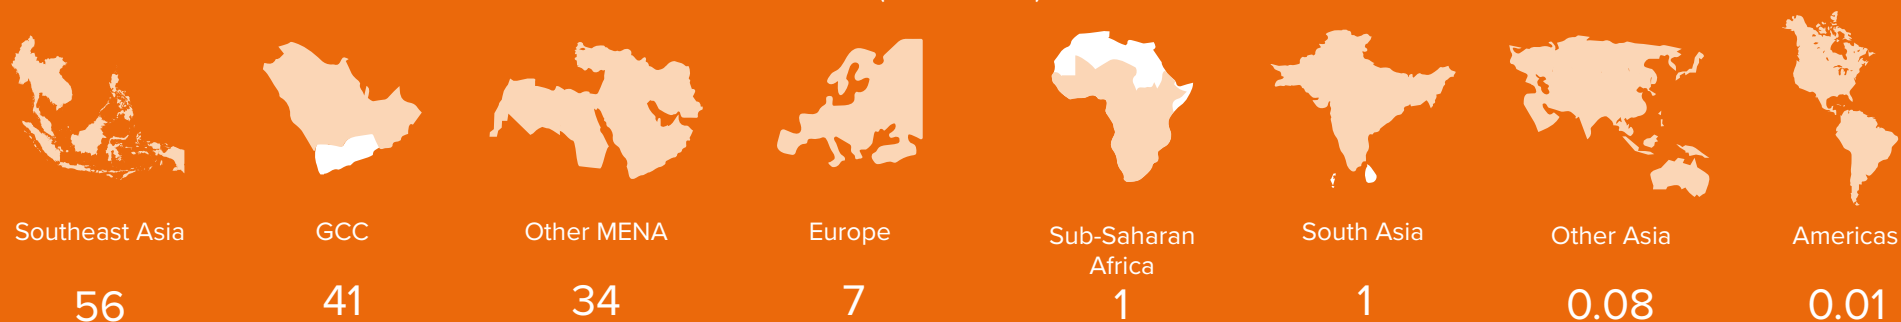 Southeast Asia
GCC
Other MENA
Europe
Sub-Saharan
Africa
South Asia
Other Asia
Americas
56
41
34
7
1
1
0.08
0.01